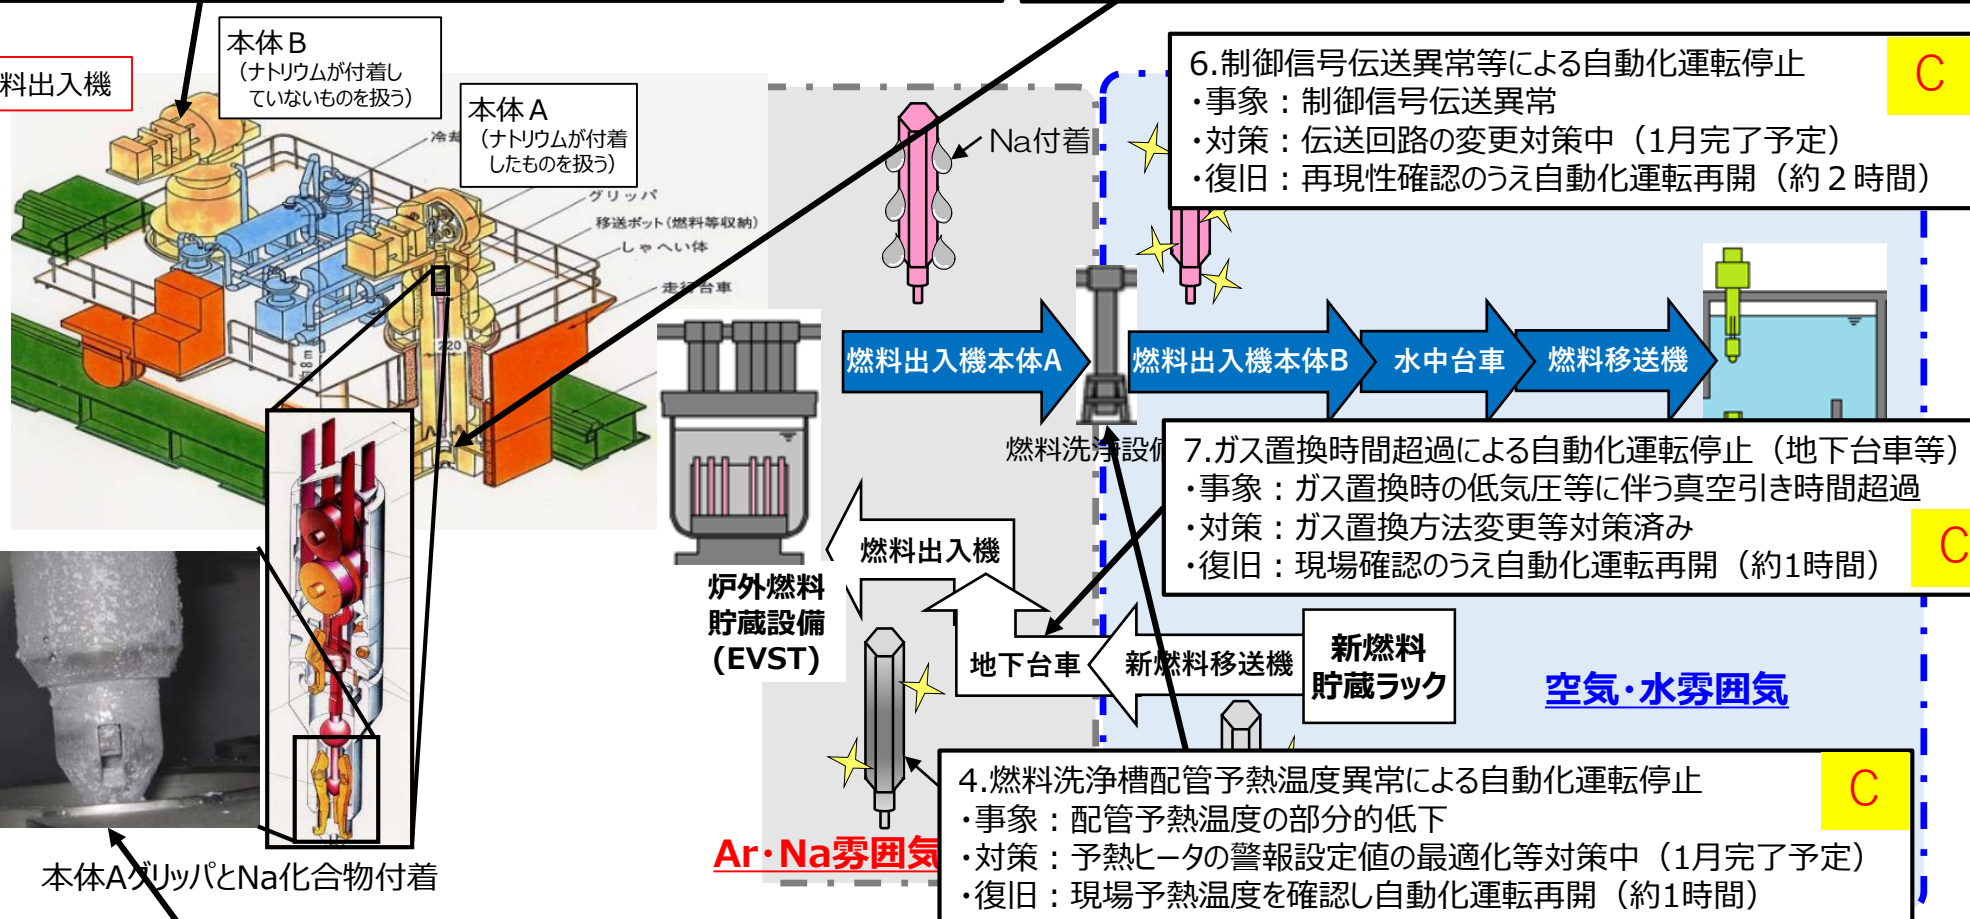 料出入機
本体B
（ナトリウムが付着し
ていないものを扱う）
本体A
（ナトリウムが付着
したものを扱う）
冷却
グリッパ
移送ポット(燃料等収納)
しゃへい体
走行台車
220
8m
本体AグリッパとNa化合物付着
Na付着
6.制御信号伝送異常等による自動化運転停止
C
・事象：制御信号伝送異常
・対策：伝送回路の変更対策中（1月完了予定）
・復旧：再現性確認のうえ自動化運転再開（約２時間）
燃料出入機本体A
燃料出入機本体B
水中台車
燃料移送機
燃料洗浄設備
7.ガス置換時間超過による自動化運転停止（地下台車等）
・事象：ガス置換時の低気圧等に伴う真空引き時間超過
・対策：ガス置換方法変更等対策済み
・復旧：現場確認のうえ自動化運転再開（約1時間）
C
燃料出入機
炉外燃料
貯蔵設備
(EVST)
地下台車
新燃料移送機
新燃料
貯蔵ラック
空気・水雰囲気
Ar・Na雰囲気
4.燃料洗浄槽配管予熱温度異常による自動化運転停止
C
・事象：配管予熱温度の部分的低下
・対策：予熱ヒータの警報設定値の最適化等対策中（1月完了予定）
・復旧：現場予熱温度を確認し自動化運転再開（約1時間）